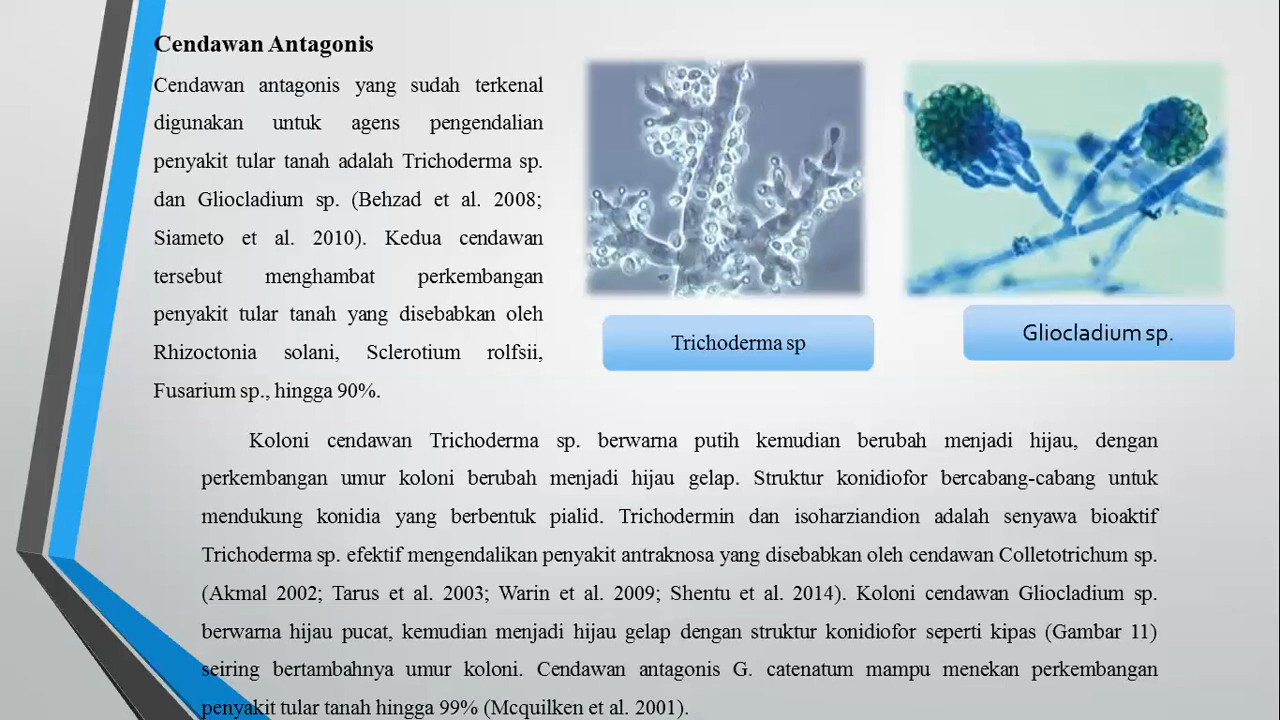 Cendawan Antagonis
Cendawan antagonis yang sudah terkenal
digunakan untuk agens pengendalian
penyakit tular tanah adalah Trichoderma sp.
dan Gliocladium sp. (Behzad et al. 2008;
Siameto et al. 2010). Kedua cendawan
tersebut menghambat perkembangan
penyakit tular tanah yang disebabkan oleh
Rhizoctonia solani, Sclerotium rolfsii,
Fusarium sp., hingga 90%.
Trichoderma sp
Gliocladium sp.
Koloni cendawan Trichoderma sp. berwarna putih kemudian berubah menjadi hijau, dengan
perkembangan umur koloni berubah menjadi hijau gelap. Struktur konidiofor bercabang-cabang untuk
mendukung konidia yang berbentuk pialid. Trichodermin dan isoharziandion adalah senyawa bioaktif
Trichoderma sp. efektif mengendalikan penyakit antraknosa yang disebabkan oleh cendawan Colletotrichum sp.
(Akmal 2002; Tarus et al. 2003; Warin et al. 2009; Shentu et al. 2014). Koloni cendawan Gliocladium sp.
berwarna hijau pucat, kemudian menjadi hijau gelap dengan struktur konidiofor seperti kipas (Gambar 11)
seiring bertambahnya umur koloni. Cendawan antagonis G. catenatum mampu menekan perkembangan
penyakit tular tanah hingga 99% (Mcquilken et al. 2001).